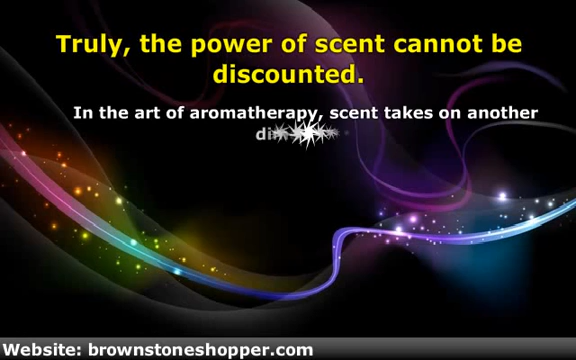 Truly, the power of scent cannot be
discounted.
In the art of aromatherapy, scent takes on another
Website: brownstoneshopper.com